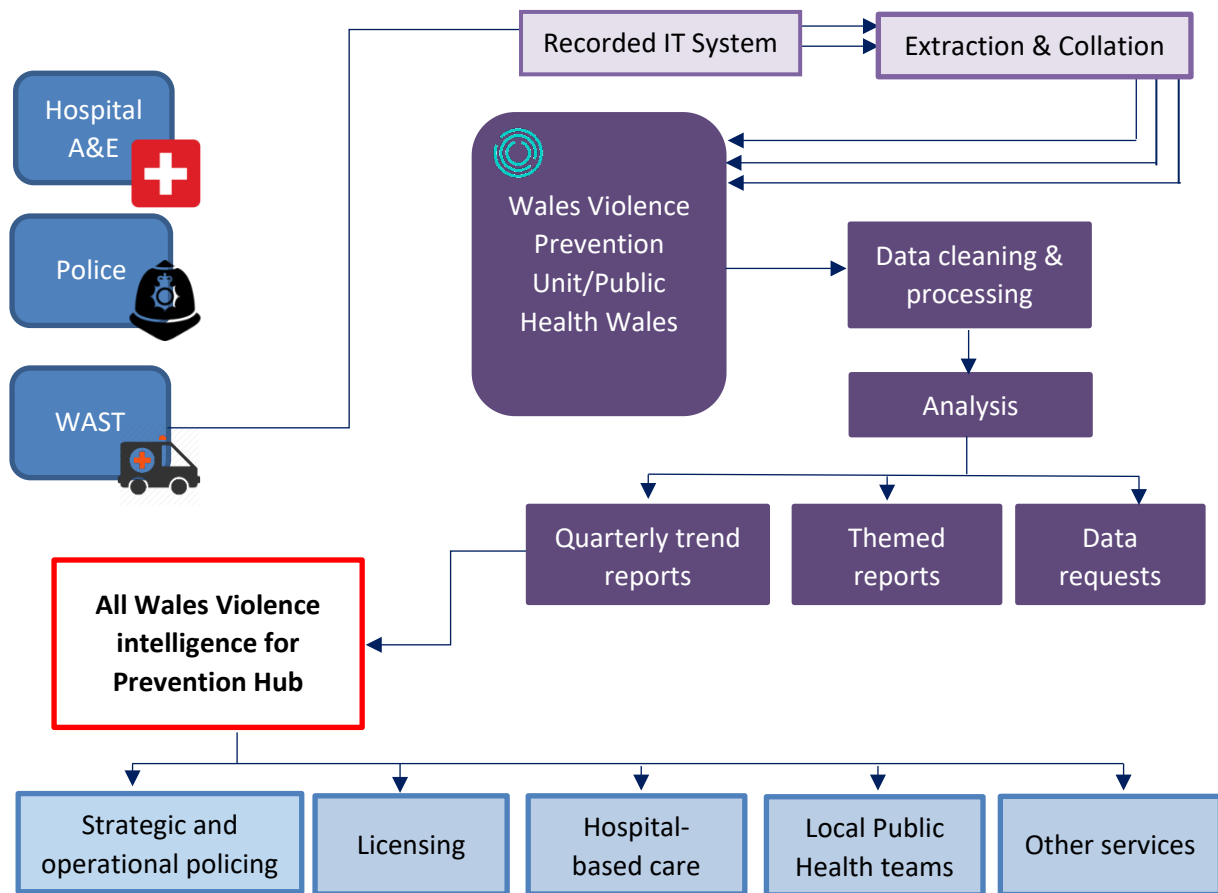 Recorded IT System
Extraction & Collation
Hospital
A&E
Police
WAST
Wales Violence
Prevention
Unit/Public
Health Wales
Data cleaning &
processing
Analysis
Quarterly trend
reports
Themed
reports
Data
requests
All Wales Violence
intelligence for
Prevention Hub
Strategic and
operational policing
Licensing
Hospital-
based care
Local Public
Health teams
Other services